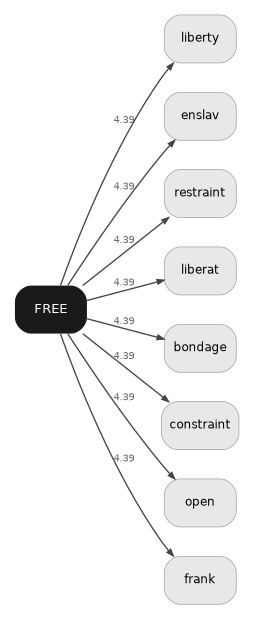 liberty
4.39
enslav
4.39
restraint
4.39
liberat
4.39
FREE
4.39
bondage
4.39
constraint
4.39
open
4.39
frank